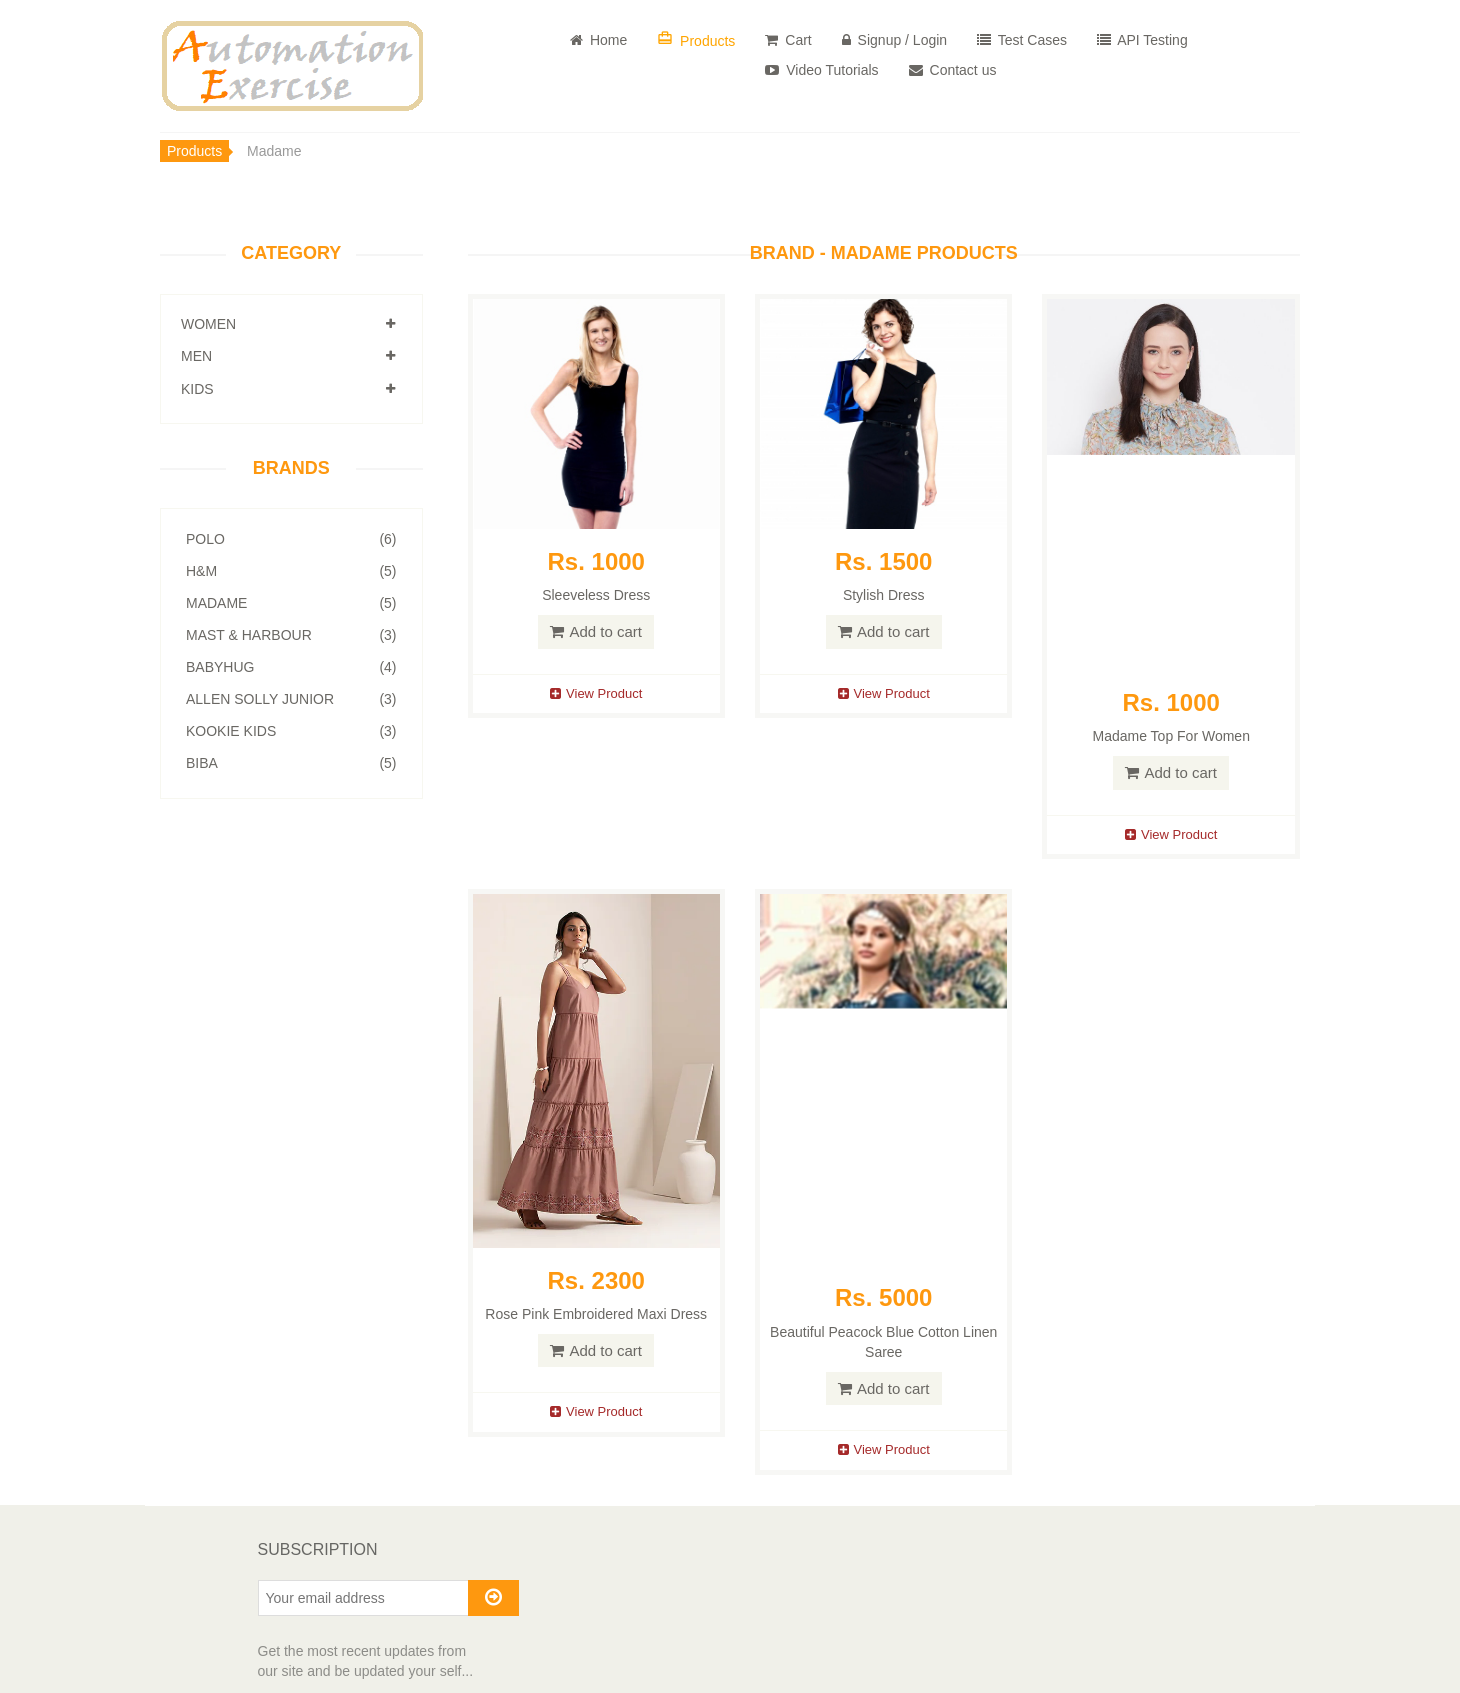 Automation
Exercise
Home
Products
Cart
Signup / Login
Test Cases
API Testing
Video Tutorials
Contact us
Products
Madame
CATEGORY
WOMEN
MEN
KIDS
BRANDS
POLO (6)
H&M (5)
MADAME (5)
MAST & HARBOUR (3)
BABYHUG (4)
ALLEN SOLLY JUNIOR (3)
KOOKIE KIDS (3)
BIBA (5)
BRAND - MADAME PRODUCTS
Rs. 1000
Sleeveless Dress
Add to cart
View Product
Rs. 1500
Stylish Dress
Add to cart
View Product
Rs. 1000
Madame Top For Women
Add to cart
View Product
Rs. 2300
Rose Pink Embroidered Maxi Dress
Add to cart
View Product
Rs. 5000
Beautiful Peacock Blue Cotton Linen
Saree
Add to cart
View Product
SUBSCRIPTION
Your email address
Get the most recent updates from
our site and be updated your self...